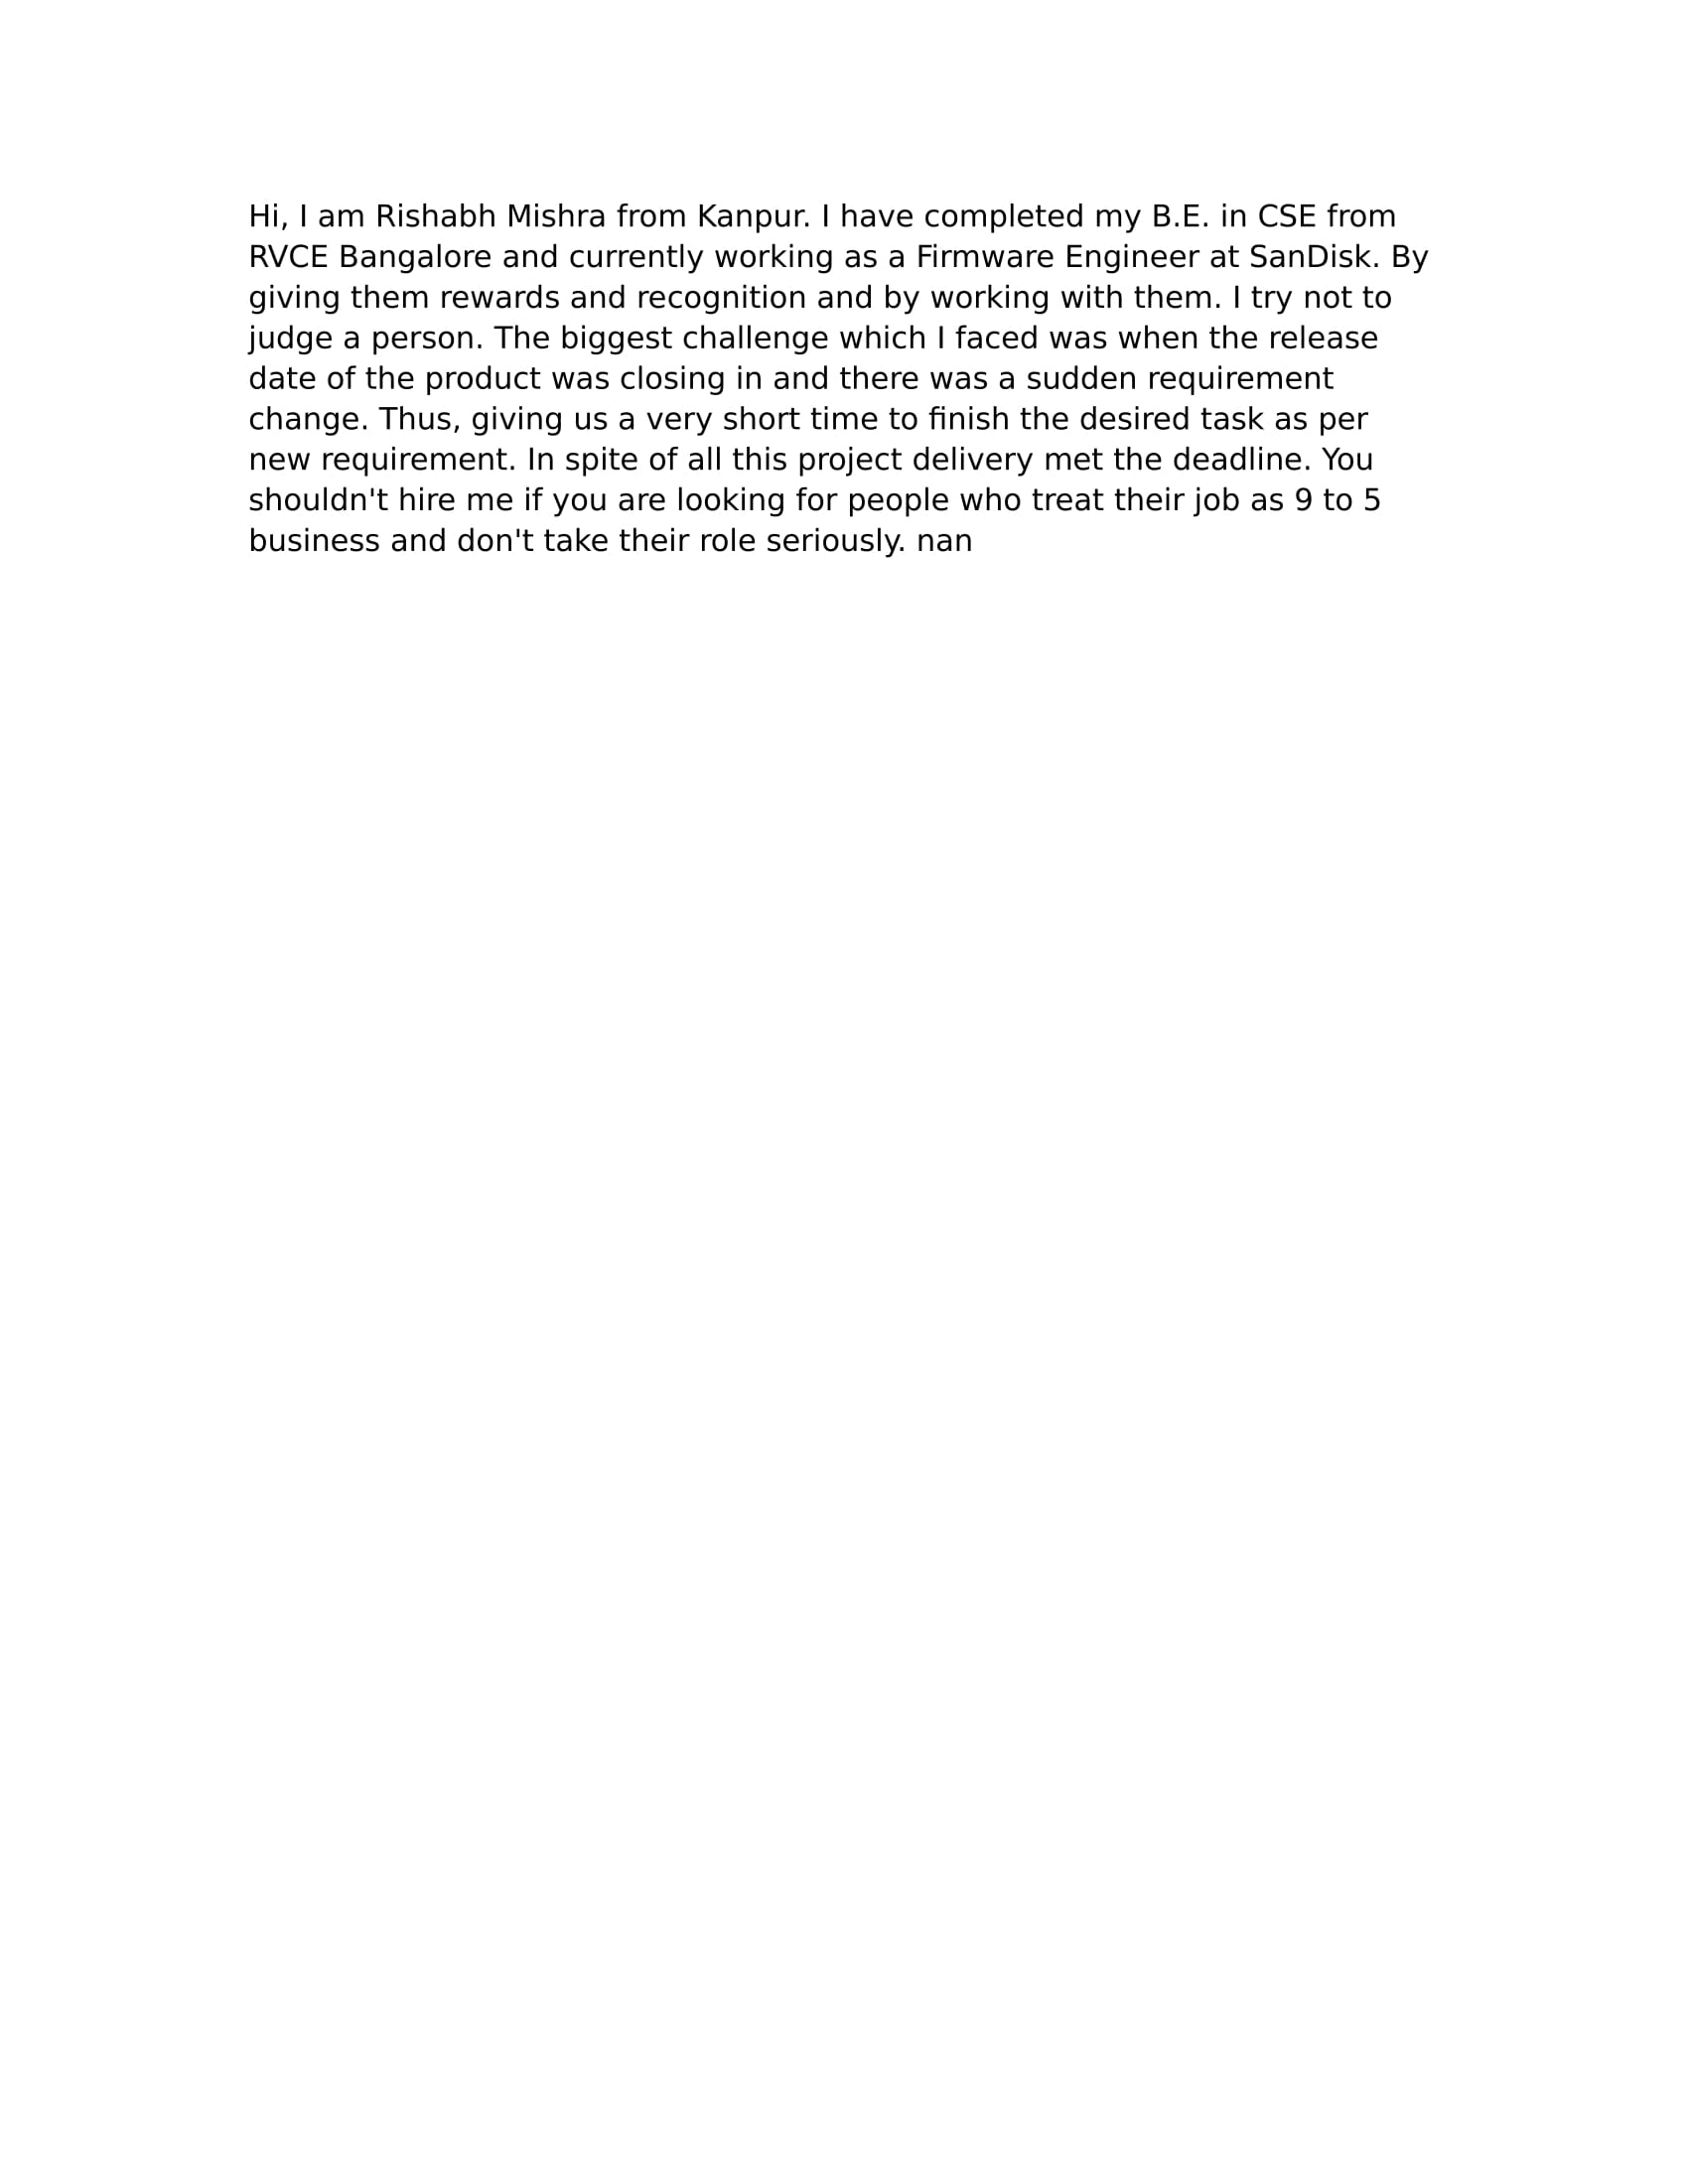 Hi, I am Rishabh Mishra from Kanpur. I have completed my B.E. in CSE from
RVCE Bangalore and currently working as a Firmware Engineer at SanDisk. By
giving them rewards and recognition and by working with them. I try not to
judge a person. The biggest challenge which I faced was when the release
date of the product was closing in and there was a sudden requirement
change. Thus, giving us a very short time to finish the desired task as per
new requirement. In spite of all this project delivery met the deadline. You
shouldn't hire me if you are looking for people who treat their job as 9 to 5
business and don't take their role seriously. nan